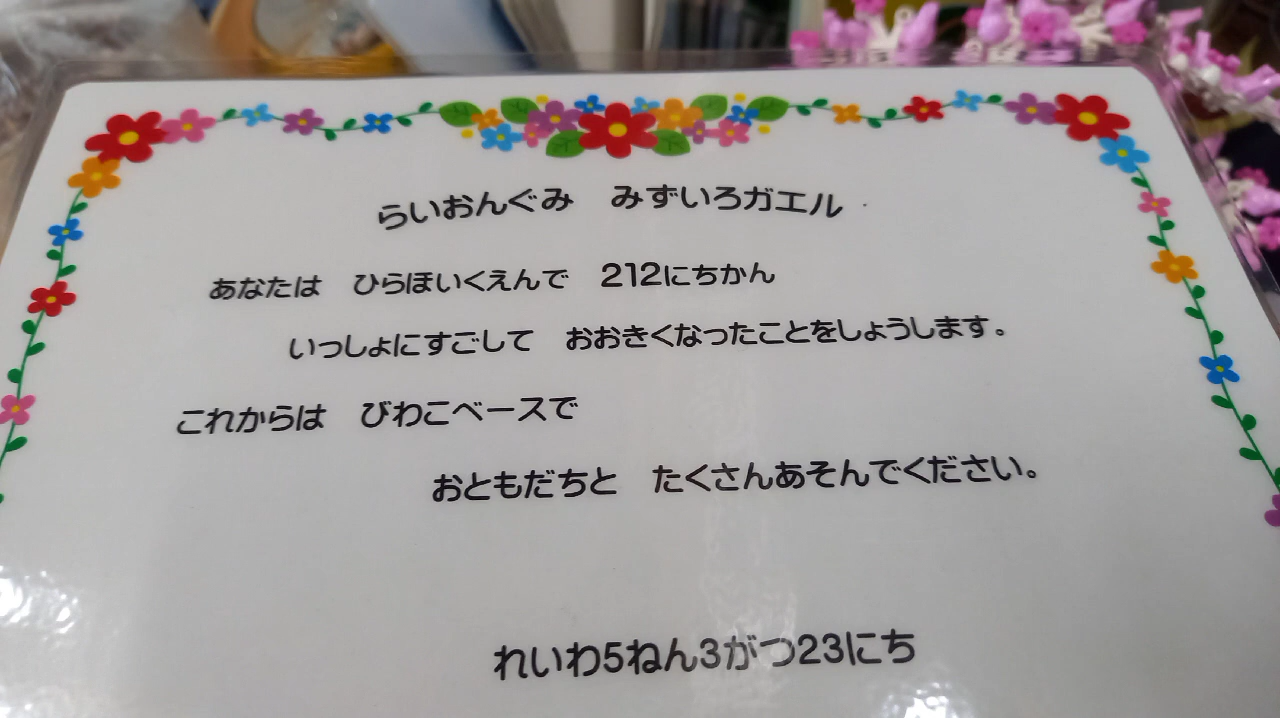 らいおんぐみ　みずいろガエル
あなたは　ひらほいくえんで　212にちかん
いっしょにすごして　おおきくなったことをしょうします。
これからは　びわこベースで
おともだちと　たくさんあそんでください。
れいわ5ねん3がつ23にち